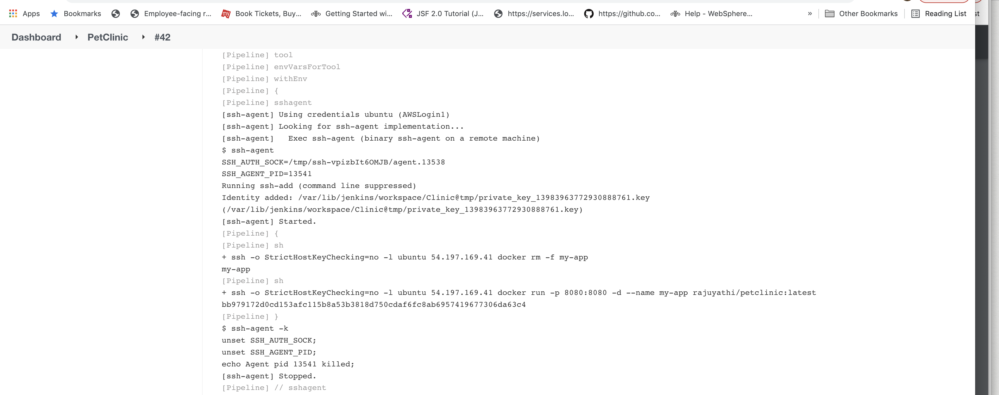 Apps Bookmarks Employee-facing r... Book Tickets, Buy... Getting Started wi... JSF 2.0 Tutorial (J... https://services.lo... https://github.co... Help - WebSphere... » Other Bookmarks Reading List st
Dashboard PetClinic #42
[Pipeline] tool
[Pipeline] envVarsForTool
[Pipeline] withEnv
[Pipeline] {
[Pipeline] sshagent
[ssh-agent] Using credentials ubuntu (AWSLogin1)
[ssh-agent] Looking for ssh-agent implementation...
[ssh-agent]   Exec ssh-agent (binary ssh-agent on a remote machine)
$ ssh-agent
SSH_AUTH_SOCK=/tmp/ssh-vpizbIt6OMJB/agent.13538
SSH_AGENT_PID=13541
Running ssh-add (command line suppressed)
Identity added: /var/lib/jenkins/workspace/Clinic@tmp/private_key_13983963772930888761.key
(/var/lib/jenkins/workspace/Clinic@tmp/private_key_13983963772930888761.key)
[ssh-agent] Started.
[Pipeline] {
[Pipeline] sh
+ ssh -o StrictHostKeyChecking=no -l ubuntu 54.197.169.41 docker rm -f my-app
my-app
[Pipeline] sh
+ ssh -o StrictHostKeyChecking=no -l ubuntu 54.197.169.41 docker run -p 8080:8080 -d --name my-app rajuyathi/petclinic:latest
bb979172d0cd153afc115b8a53b3818d750cdaf6fc8ab6957419677306da63c4
[Pipeline] }
$ ssh-agent -k
unset SSH_AUTH_SOCK;
unset SSH_AGENT_PID;
echo Agent pid 13541 killed;
[ssh-agent] Stopped.
[Pipeline] // sshagent